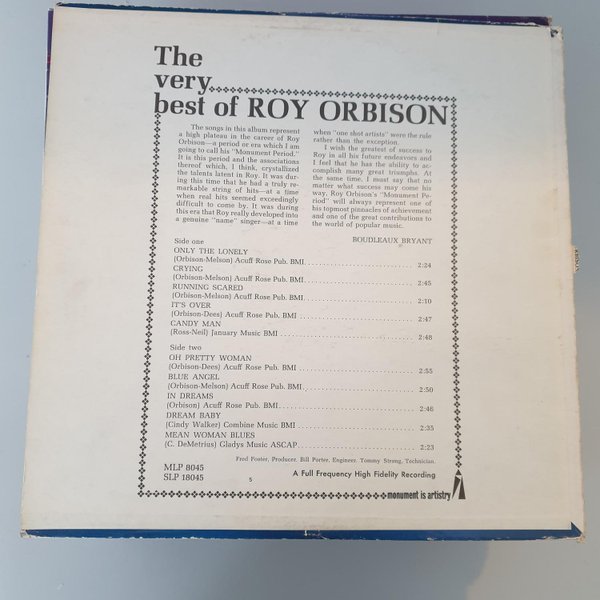 The
very
best of ROY ORBISON
The songs in this album represent
a high plateau in the career of Roy
Orbison—a period or era which I am
going to call his "Monument Period."
It is this period and the associations
thereof which, I think, crystallized
the talents latent in Roy. It was dur-
ing this time that he had a truly re-
markable string of hits—at a time
when real hits seemed exceedingly
difficult to come by. It was during
this era that Roy really developed into
a genuine "name" singer—at a time
when "one shot artists" were the rule
rather than the exception.
I wish the greatest of success to
Roy in all his future endeavors and
I feel that he has the ability to ac-
complish many great triumphs. At
the same time, I must say that no
matter what success may come his
way. Roy Orbison's "Monument Pe-
riod" will always represent one of
his topmost pinnacles of achievement
and one of the great contributions to
the world of popular music.
BOUDLEAUX BRYANT
Side one
ONLY THE LONELY
(Orbison-Melson) Acuff Rose Pub. BMI. 2:24
CRYING
(Orbison-Melson) Acuff Rose Pub. BMI. 2:45
RUNNING SCARED
(Orbison-Melson) Acuff Rose Pub. BMI. 2:10
IT'S OVER
(Orbison-Dees) Acuff Rose Pub. BMI 2:47
CANDY MAN
(Ross-Neil) January Music BMI 2:48
Side two
OH PRETTY WOMAN
(Orbison-Dees) Acuff Rose Pub. BMI 2:55
BLUE ANGEL
(Orbison-Melson) Acuff Rose Pub. BMI 2:50
IN DREAMS
(Orbison) Acuff Rose Pub. BMI. 2:46
DREAM BABY
(Cindy Walker) Combine Music BMI 2:35
MEAN WOMAN BLUES
(C. DeMetrius) Gladys Music ASCAP. 2:23
Fred Foster, Producer. Bill Porter, Engineer. Tommy Strong, Technician.
MLP 8045
SLP 18045
5
A Full Frequency High Fidelity Recording
monument is artistry